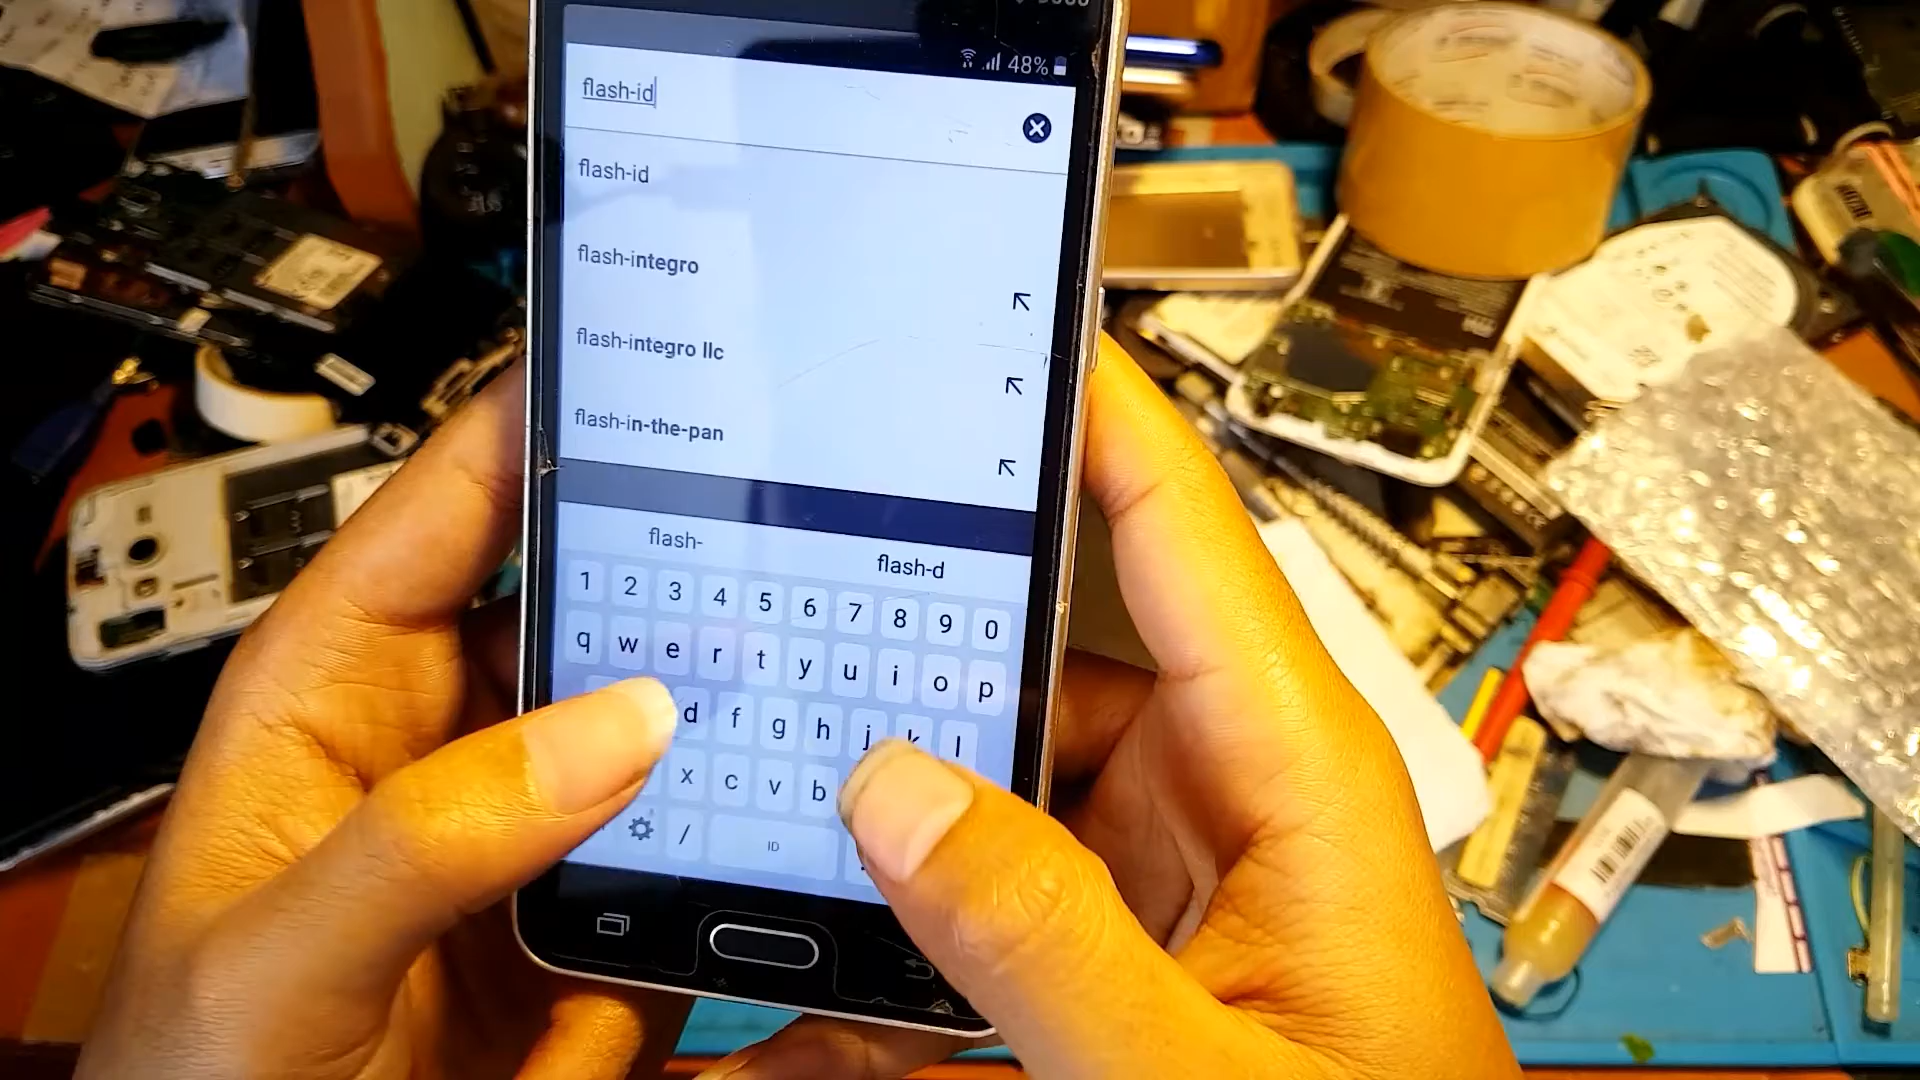 48%
flash-id
flash-id
flash-integro
flash-integro llc
flash-in-the-pan
flash- flash-d
1 2 3 4 5 6 7 8 9 0
q w e r t y u i o p
d f g h j k l
x c v b
/ ID